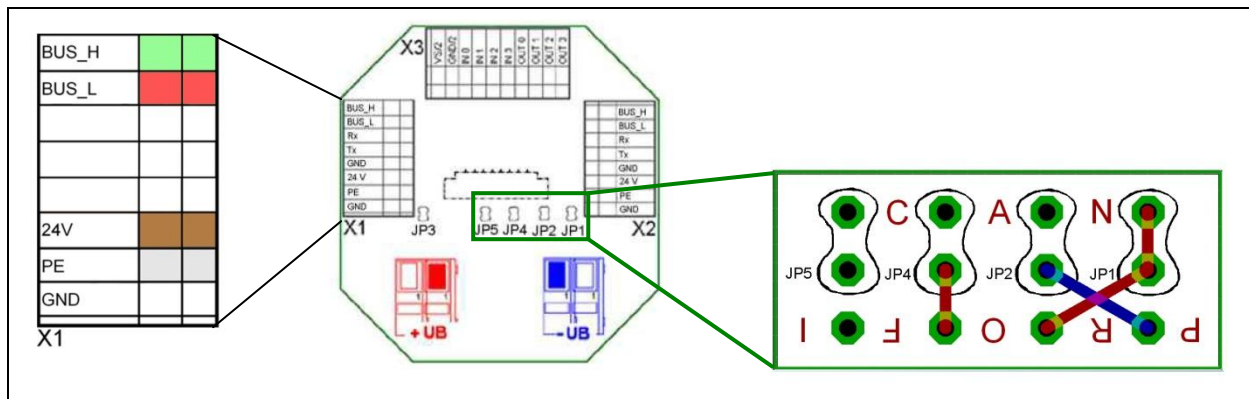 BUS_H
BUS_L
24V
PE
GND
X1
X3
VS/2
GND/2
IN 0
IN 1
IN 2
IN 3
OUT 0
OUT 1
OUT 2
OUT 3
BUS_H
BUS_L
Rx
Tx
GND
24 V
PE
GND
X1
BUS_H
BUS_L
Rx
Tx
GND
24 V
PE
GND
X2
JP3
JP5 JP4 JP2 JP1
+ UB
- UB
C A N
JP5 JP4 JP2 JP1
PROFI